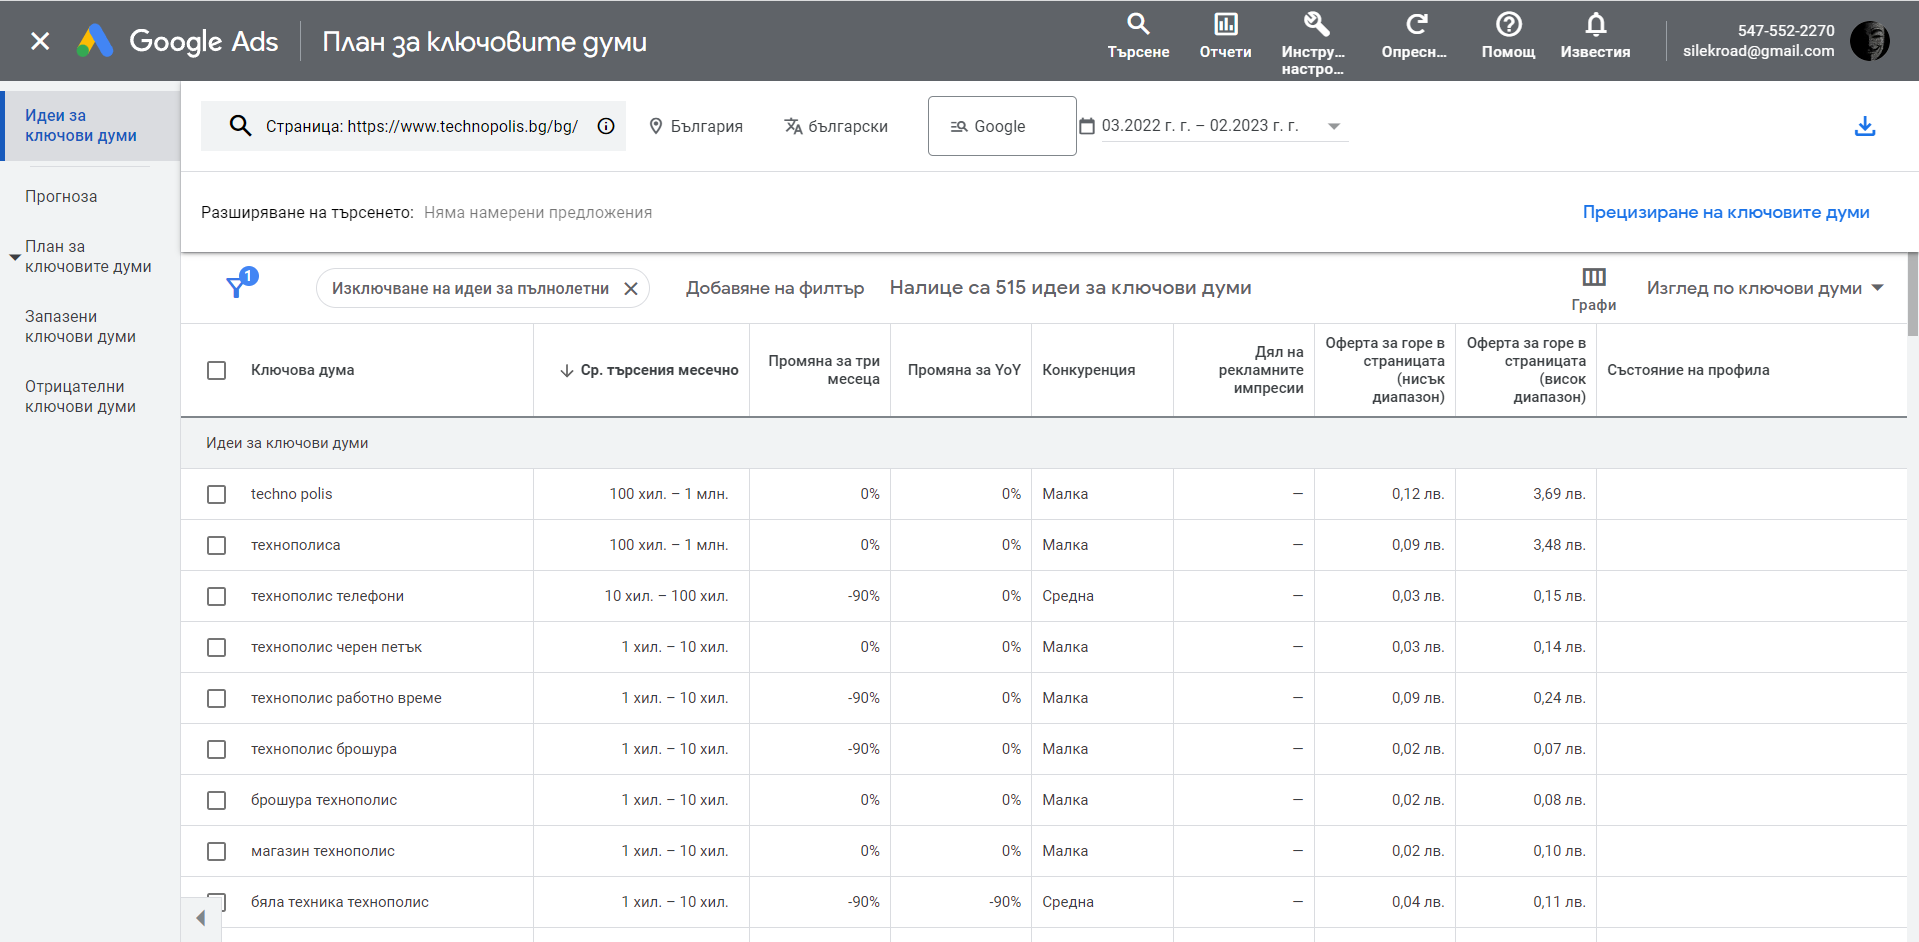 Google Ads
План за ключовите думи
Търсене
Отчети
Инстру...
настро...
Опресн...
Помощ
Известия
547-552-2270
silekroad@gmail.com
Идеи за
ключови думи
Прогноза
План за
ключовите думи
Запазени
ключови думи
Отрицателни
ключови думи
Страница: https://www.technopolis.bg/bg/
България
български
Google
03.2022 г. г. – 02.2023 г. г.
Разширяване на търсенето: Няма намерени предложения
Прецизиране на ключовите думи
1
Изключване на идеи за пълнолетни
Добавяне на филтър
Налице са 515 идеи за ключови думи
Графи
Изглед по ключови думи
Ключова дума
Ср. търсения месечно
Промяна за три
месеца
Промяна за YoY
Конкуренция
Дял на
рекламните
импресии
Оферта за горе в
страницата
(нисък
диапазон)
Оферта за горе в
страницата
(висок
диапазон)
Състояние на профила
Идеи за ключови думи
techno polis 100 хил. – 1 млн. 0% 0% Малка – 0,12 лв. 3,69 лв.
технополиса 100 хил. – 1 млн. 0% 0% Малка – 0,09 лв. 3,48 лв.
технополис телефони 10 хил. – 100 хил. -90% 0% Средна – 0,03 лв. 0,15 лв.
технополис черен петък 1 хил. – 10 хил. 0% 0% Малка – 0,03 лв. 0,14 лв.
технополис работно време 1 хил. – 10 хил. -90% 0% Малка – 0,09 лв. 0,24 лв.
технополис брошура 1 хил. – 10 хил. -90% 0% Малка – 0,02 лв. 0,07 лв.
брошура технополис 1 хил. – 10 хил. 0% 0% Малка – 0,02 лв. 0,08 лв.
магазин технополис 1 хил. – 10 хил. 0% 0% Малка – 0,02 лв. 0,10 лв.
бяла техника технополис 1 хил. – 10 хил. -90% -90% Средна – 0,04 лв. 0,11 лв.